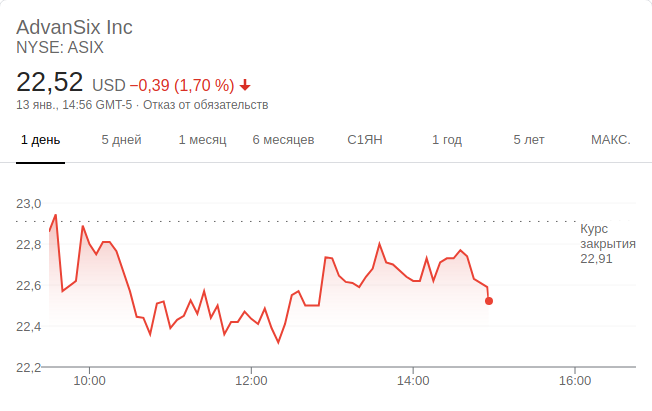 AdvanSix Inc
NYSE: ASIX
22,52 USD −0,39 (1,70 %)
13 янв., 14:56 GMT-5 · Отказ от обязательств
1 день 5 дней 1 месяц 6 месяцев С1ЯН 1 год 5 лет МАКС.
23,0
Курс
закрытия
22,91
22,8
22,6
22,4
22,2
10:00 12:00 14:00 16:00